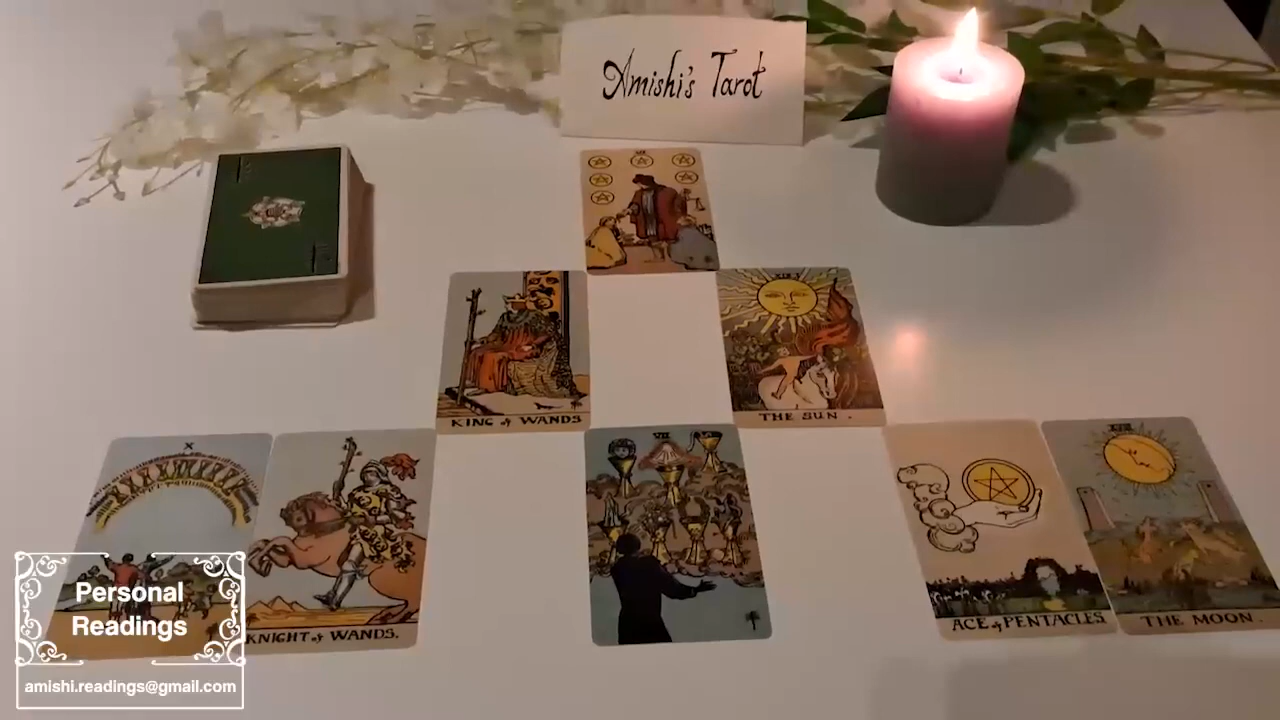 Amishi's Tarot
KING of WANDS
THE SUN .
X
KNIGHT of WANDS.
VII
ACE of PENTACLES.
THE MOON .
Personal
Readings
amishi.readings@gmail.com